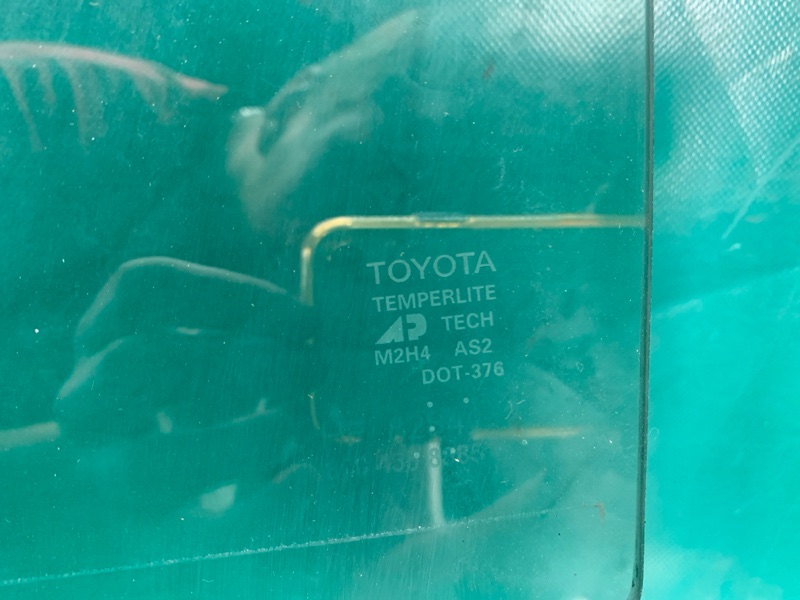 TOYOTA
TEMPERLITE
AP TECH
M2H4 AS2
DOT-376